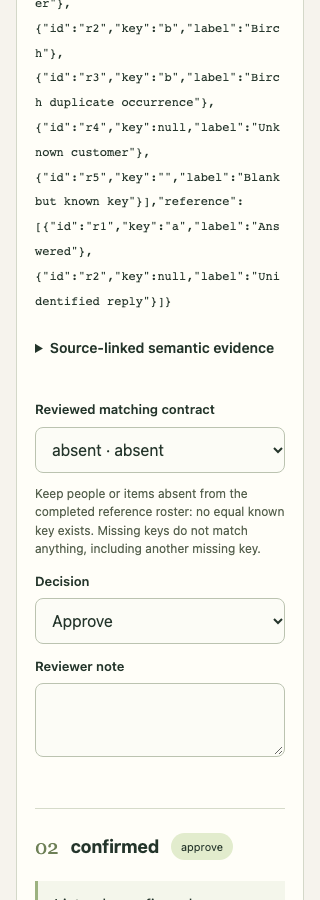 er"},
{"id":"r2","key":"b","label":"Birc
h"},
{"id":"r3","key":"b","label":"Birc
h duplicate occurrence"},
{"id":"r4","key":null,"label":"Unk
nown customer"},
{"id":"r5","key":"","label":"Blank
but known key"}],"reference":
[{"id":"r1","key":"a","label":"Ans
wered"},
{"id":"r2","key":null,"label":"Uni
dentified reply"}]}
Source-linked semantic evidence
Reviewed matching contract
absent · absent
Keep people or items absent from the
completed reference roster: no equal known
key exists. Missing keys do not match
anything, including another missing key.
Decision
Approve
Reviewer note
02 confirmed approve